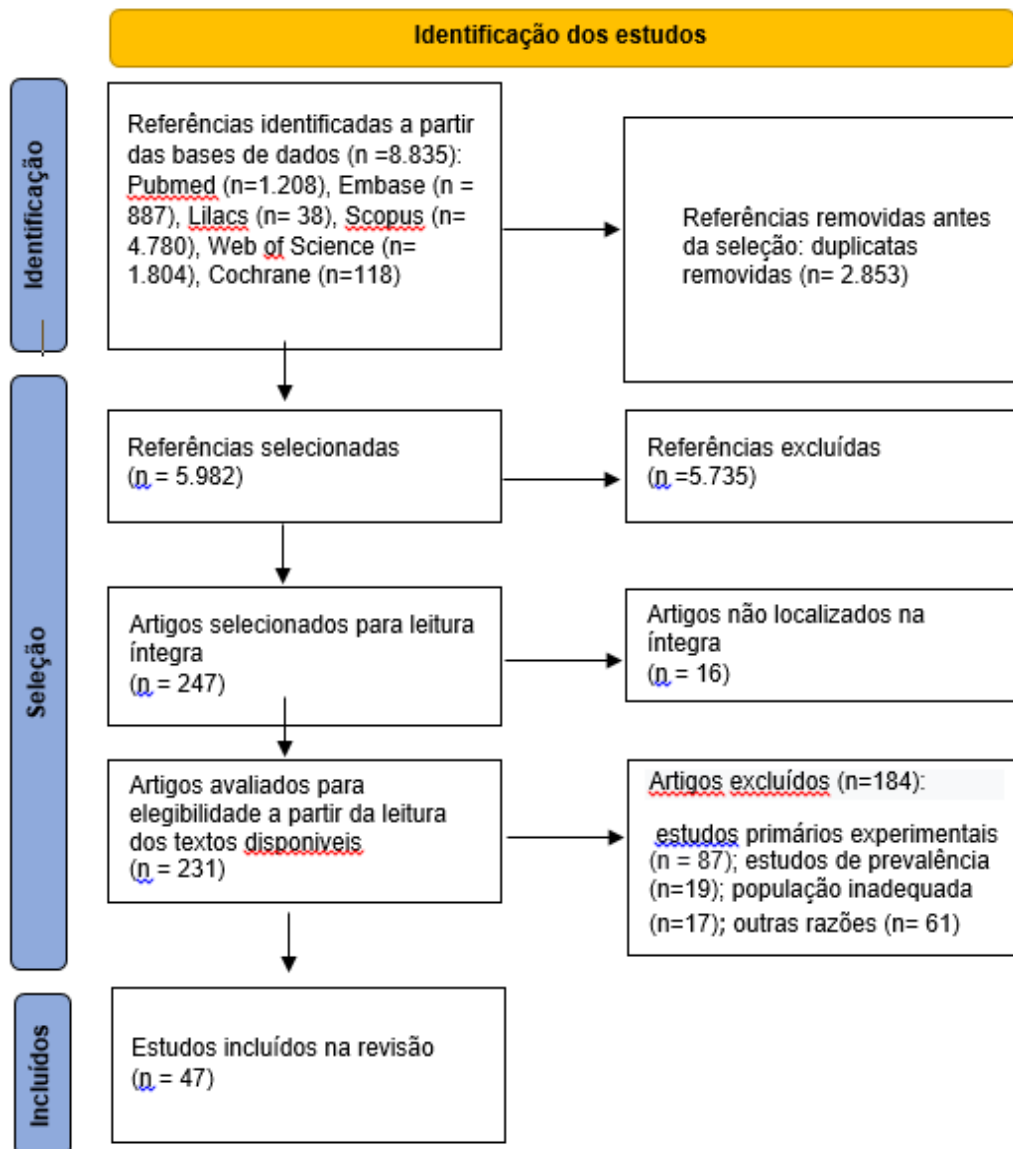 Identificação dos estudos
Identificação
Referências identificadas a partir
das bases de dados (n =8.835):
Pubmed (n=1.208), Embase (n =
887), Lilacs (n= 38), Scopus (n=
4.780), Web of Science (n=
1.804), Cochrane (n=118)
Referências removidas antes
da seleção: duplicatas
removidas (n= 2.853)
Seleção
Referências selecionadas
(n = 5.982)
Referências excluídas
(n =5.735)
Artigos selecionados para leitura
íntegra
(n = 247)
Artigos não localizados na
íntegra
(n = 16)
Artigos avaliados para
elegibilidade a partir da leitura
dos textos disponiveis
(n = 231)
Artigos excluídos (n=184):
estudos primários experimentais
(n = 87); estudos de prevalência
(n=19); população inadequada
(n=17); outras razões (n= 61)
Incluídos
Estudos incluídos na revisão
(n = 47)